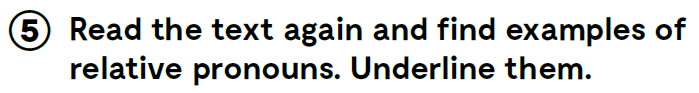 5 Read the text again and find examples of
relative pronouns. Underline them.